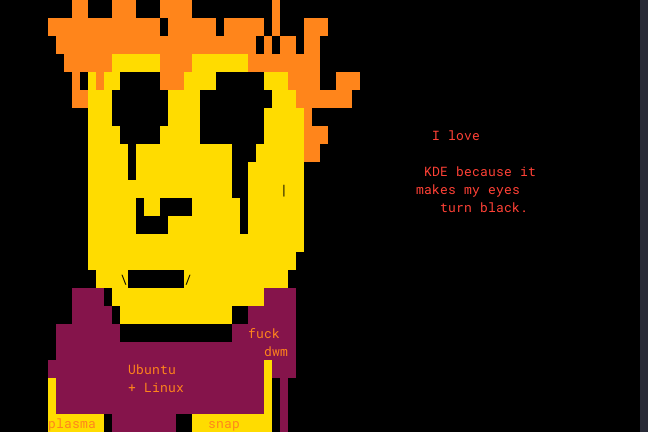 I love
KDE because it
makes my eyes
turn black.
fuck
dwm
Ubuntu
+ Linux
plasma
snap